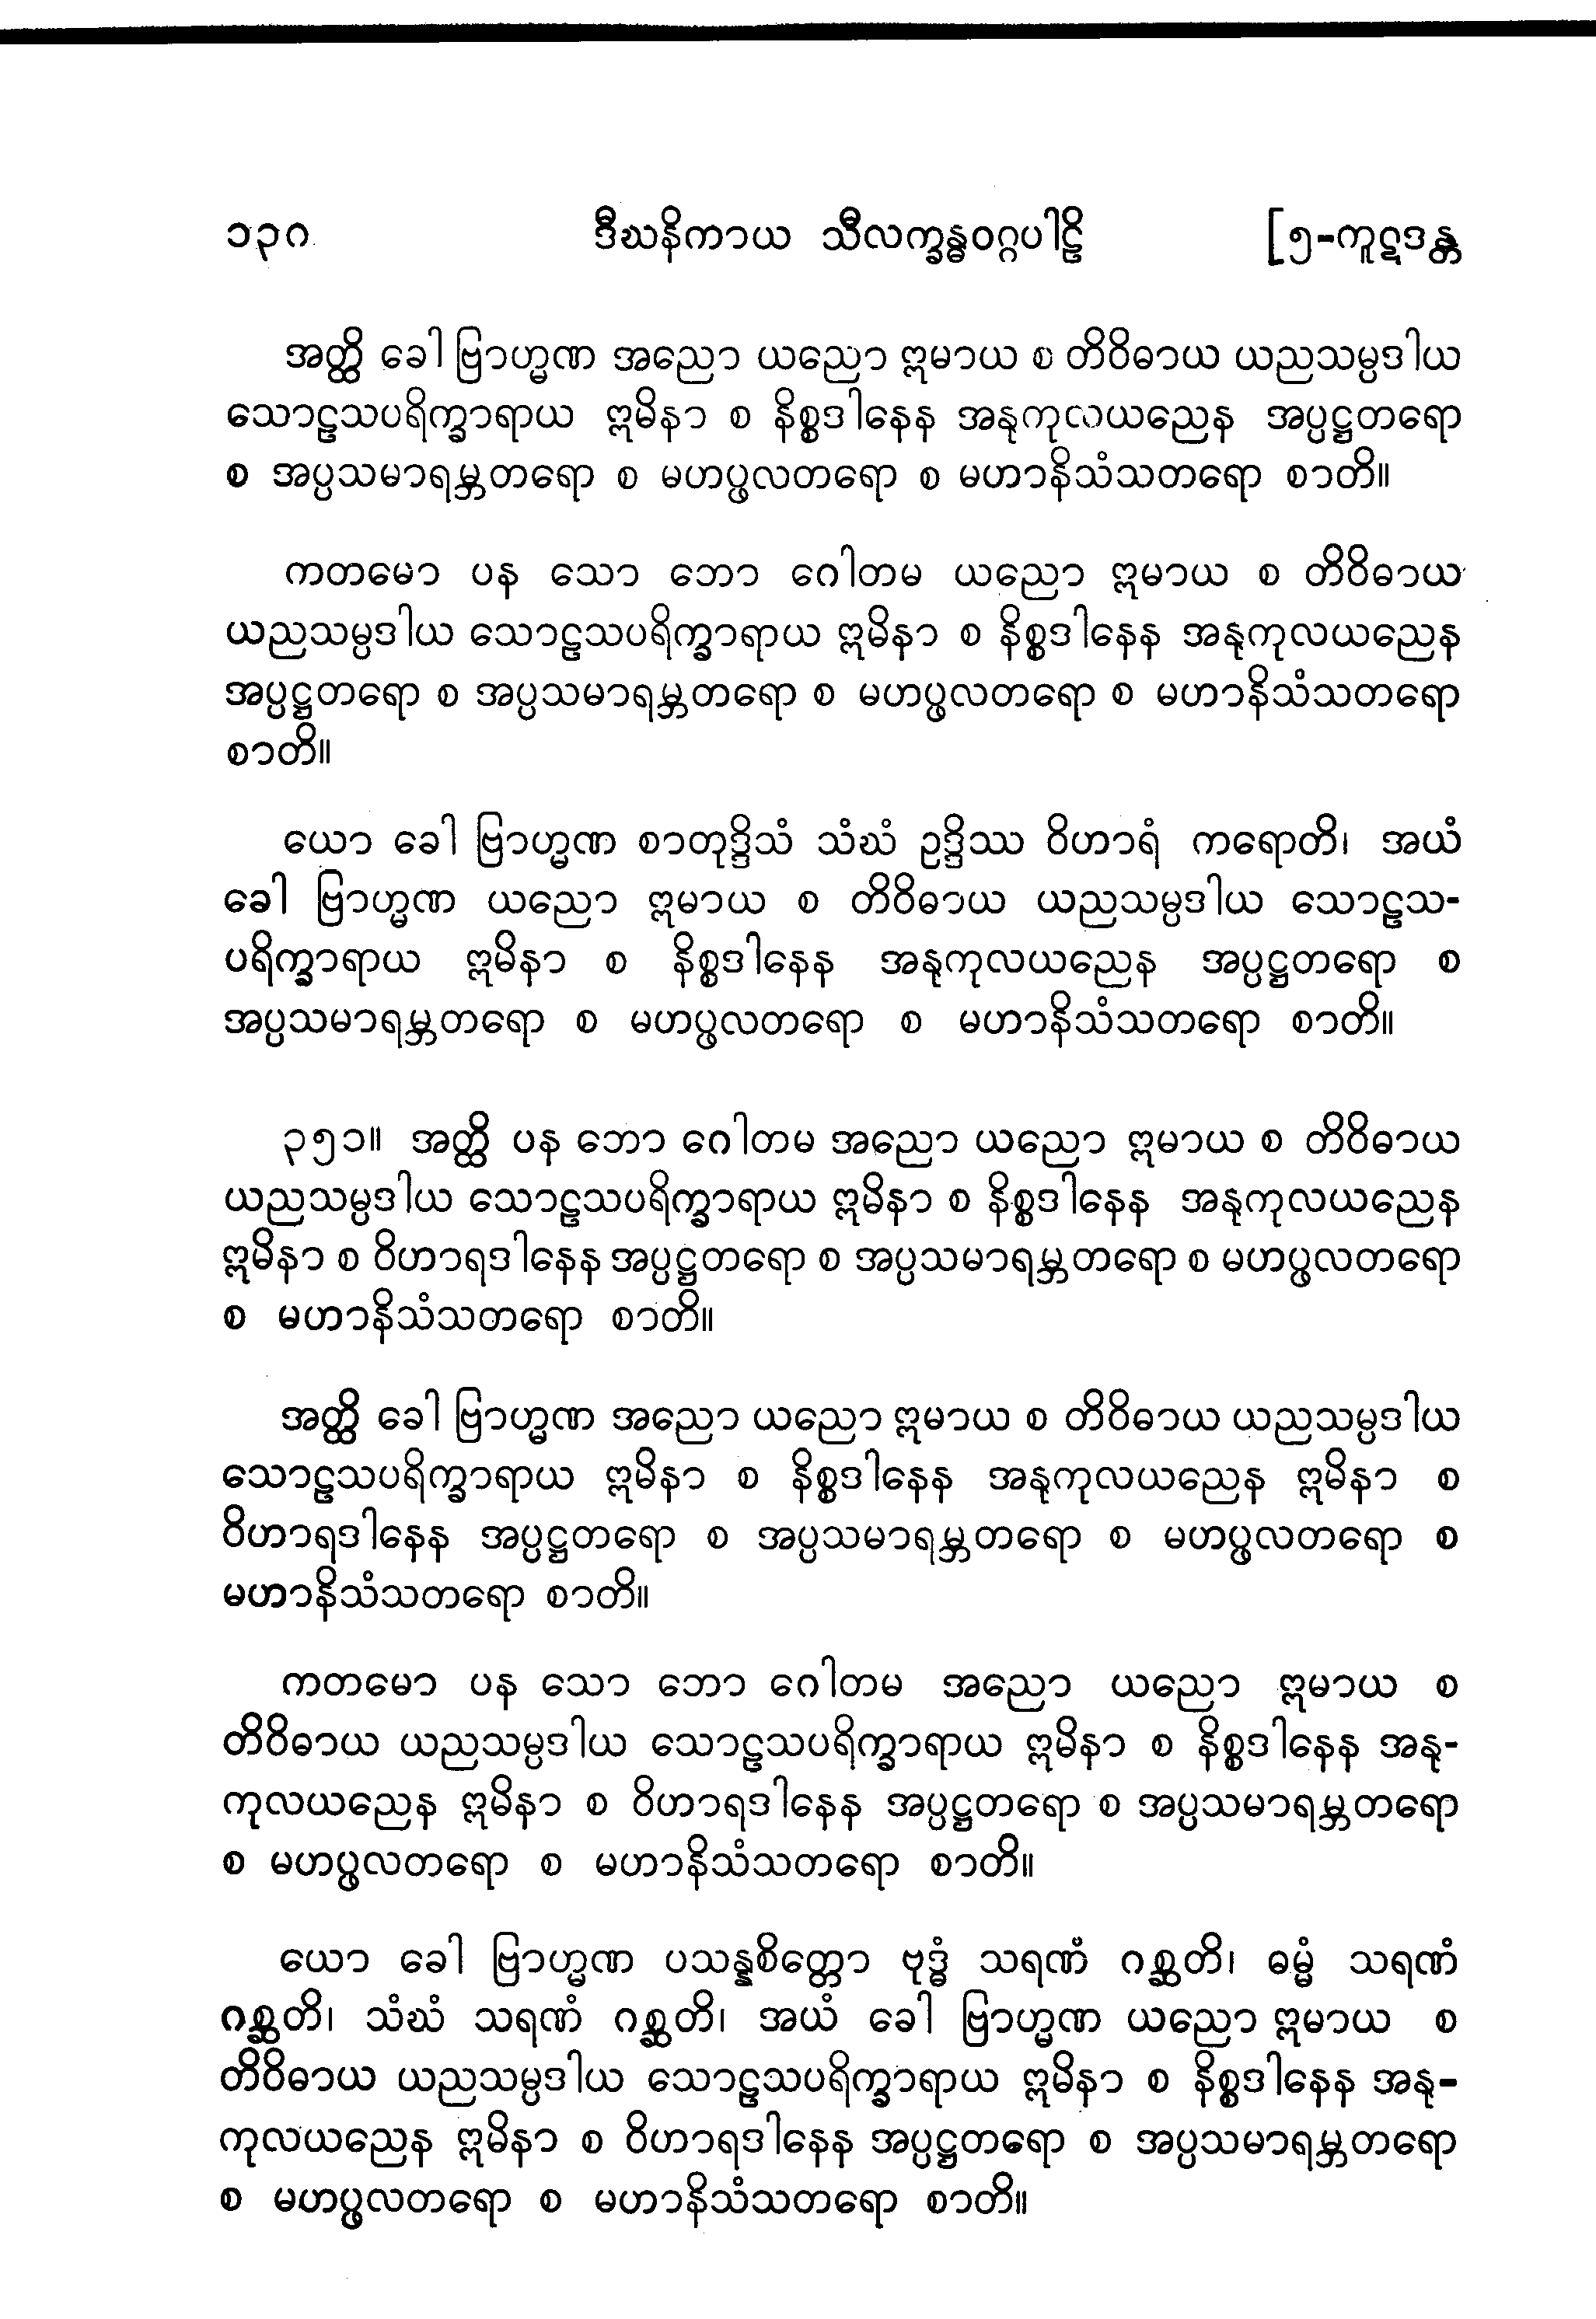 ၁၃၈ ဒီဃနိကာယ သီလက္ခန္ဓဝဂ္ဂပါဠိ [၅-ကူဋဒန္တ
အတ္ထိ ခေါ ဗြာဟ္မဏ အညော ယညော ဣမာယ စ တိဝိဓာယ ယညသမ္ပဒါယ
သောဠသပရိက္ခာရာယ ဣမိနာ စ နိစ္စဒါနေန အနုကုလယညေန အပ္ပဋ္ဌတရော
စ အပ္ပသမာရမ္ဘတရော စ မဟပ္ဖလတရော စ မဟာနိသံသတရော စာတိ။
ကတမော ပန သော ဘော ဂေါတမ ယညော ဣမာယ စ တိဝိဓာယ
ယညသမ္ပဒါယ သောဠသပရိက္ခာရာယ ဣမိနာ စ နိစ္စဒါနေန အနုကုလယညေန
အပ္ပဋ္ဌတရော စ အပ္ပသမာရမ္ဘတရော စ မဟပ္ဖလတရော စ မဟာနိသံသတရော
စာတိ။
ယော ခေါ ဗြာဟ္မဏ စာတုဒ္ဒိသံ သံဃံ ဥဒ္ဒိဿ ဝိဟာရံ ကရောတိ၊ အယံ
ခေါ ဗြာဟ္မဏ ယညော ဣမာယ စ တိဝိဓာယ ယညသမ္ပဒါယ သောဠသ-
ပရိက္ခာရာယ ဣမိနာ စ နိစ္စဒါနေန အနုကုလယညေန အပ္ပဋ္ဌတရော စ
အပ္ပသမာရမ္ဘတရော စ မဟပ္ဖလတရော စ မဟာနိသံသတရော စာတိ။
၃၅၁။ အတ္ထိ ပန ဘော ဂေါတမ အညော ယညော ဣမာယ စ တိဝိဓာယ
ယညသမ္ပဒါယ သောဠသပရိက္ခာရာယ ဣမိနာ စ နိစ္စဒါနေန အနုကုလယညေန
ဣမိနာ စ ဝိဟာရဒါနေန အပ္ပဋ္ဌတရော စ အပ္ပသမာရမ္ဘတရော စ မဟပ္ဖလတရော
စ မဟာနိသံသတရော စာတိ။
အတ္ထိ ခေါ ဗြာဟ္မဏ အညော ယညော ဣမာယ စ တိဝိဓာယ ယညသမ္ပဒါယ
သောဠသပရိက္ခာရာယ ဣမိနာ စ နိစ္စဒါနေန အနုကုလယညေန ဣမိနာ စ
ဝိဟာရဒါနေန အပ္ပဋ္ဌတရော စ အပ္ပသမာရမ္ဘတရော စ မဟပ္ဖလတရော စ
မဟာနိသံသတရော စာတိ။
ကတမော ပန သော ဘော ဂေါတမ အညော ယညော ဣမာယ စ
တိဝိဓာယ ယညသမ္ပဒါယ သောဠသပရိက္ခာရာယ ဣမိနာ စ နိစ္စဒါနေန အနု-
ကုလယညေန ဣမိနာ စ ဝိဟာရဒါနေန အပ္ပဋ္ဌတရော စ အပ္ပသမာရမ္ဘတရော
စ မဟပ္ဖလတရော စ မဟာနိသံသတရော စာတိ။
ယော ခေါ ဗြာဟ္မဏ ပသန္နစိတ္တော ဗုဒ္ဓံ သရဏံ ဂစ္ဆတိ၊ ဓမ္မံ သရဏံ
ဂစ္ဆတိ၊ သံဃံ သရဏံ ဂစ္ဆတိ၊ အယံ ခေါ ဗြာဟ္မဏ ယညော ဣမာယ စ
တိဝိဓာယ ယညသမ္ပဒါယ သောဠသပရိက္ခာရာယ ဣမိနာ စ နိစ္စဒါနေန အနု-
ကုလယညေန ဣမိနာ စ ဝိဟာရဒါနေန အပ္ပဋ္ဌတရော စ အပ္ပသမာရမ္ဘတရော
စ မဟပ္ဖလတရော စ မဟာနိသံသတရော စာတိ။